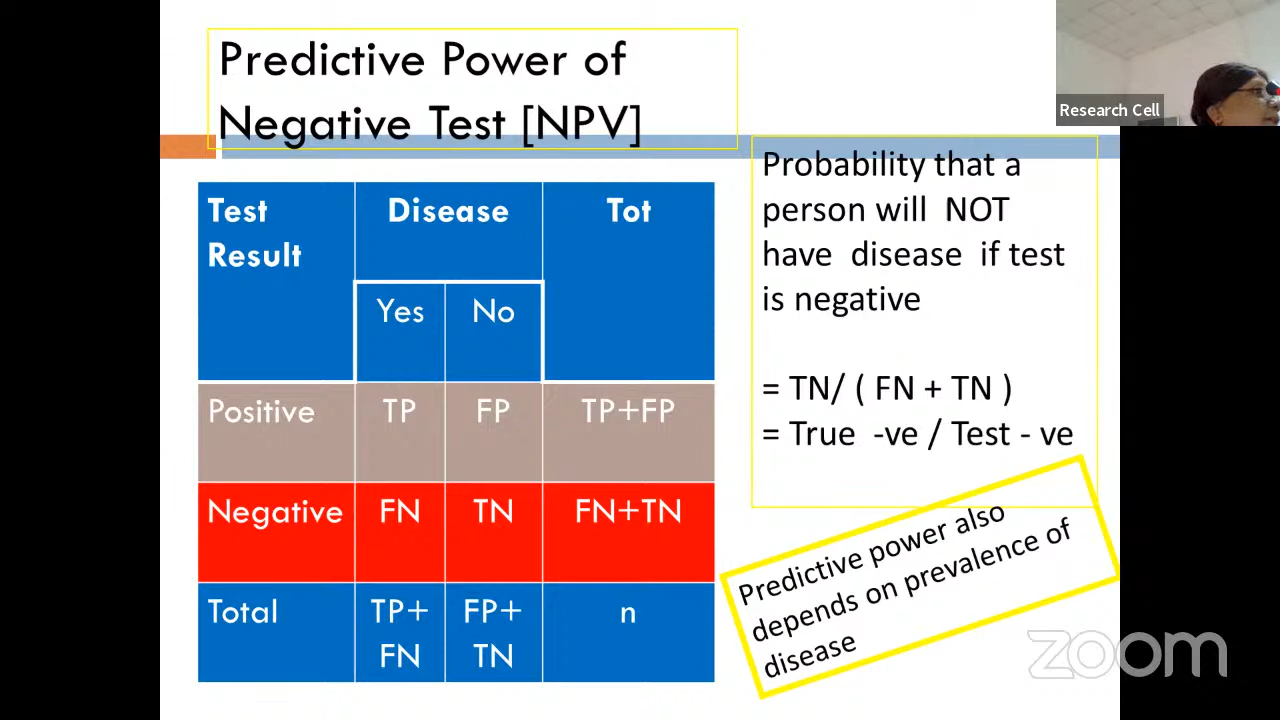 Predictive Power of
Negative Test [NPV]
Research Cell
Test
Result
Disease
Tot
Yes
No
Positive
TP
FP
TP+FP
Negative
FN
TN
FN+TN
Total
TP+
FN
FP+
TN
n
Probability that a
person will NOT
have disease if test
is negative
= TN/ ( FN + TN )
= True -ve / Test - ve
Predictive power also
depends on prevalence of
disease
zoom